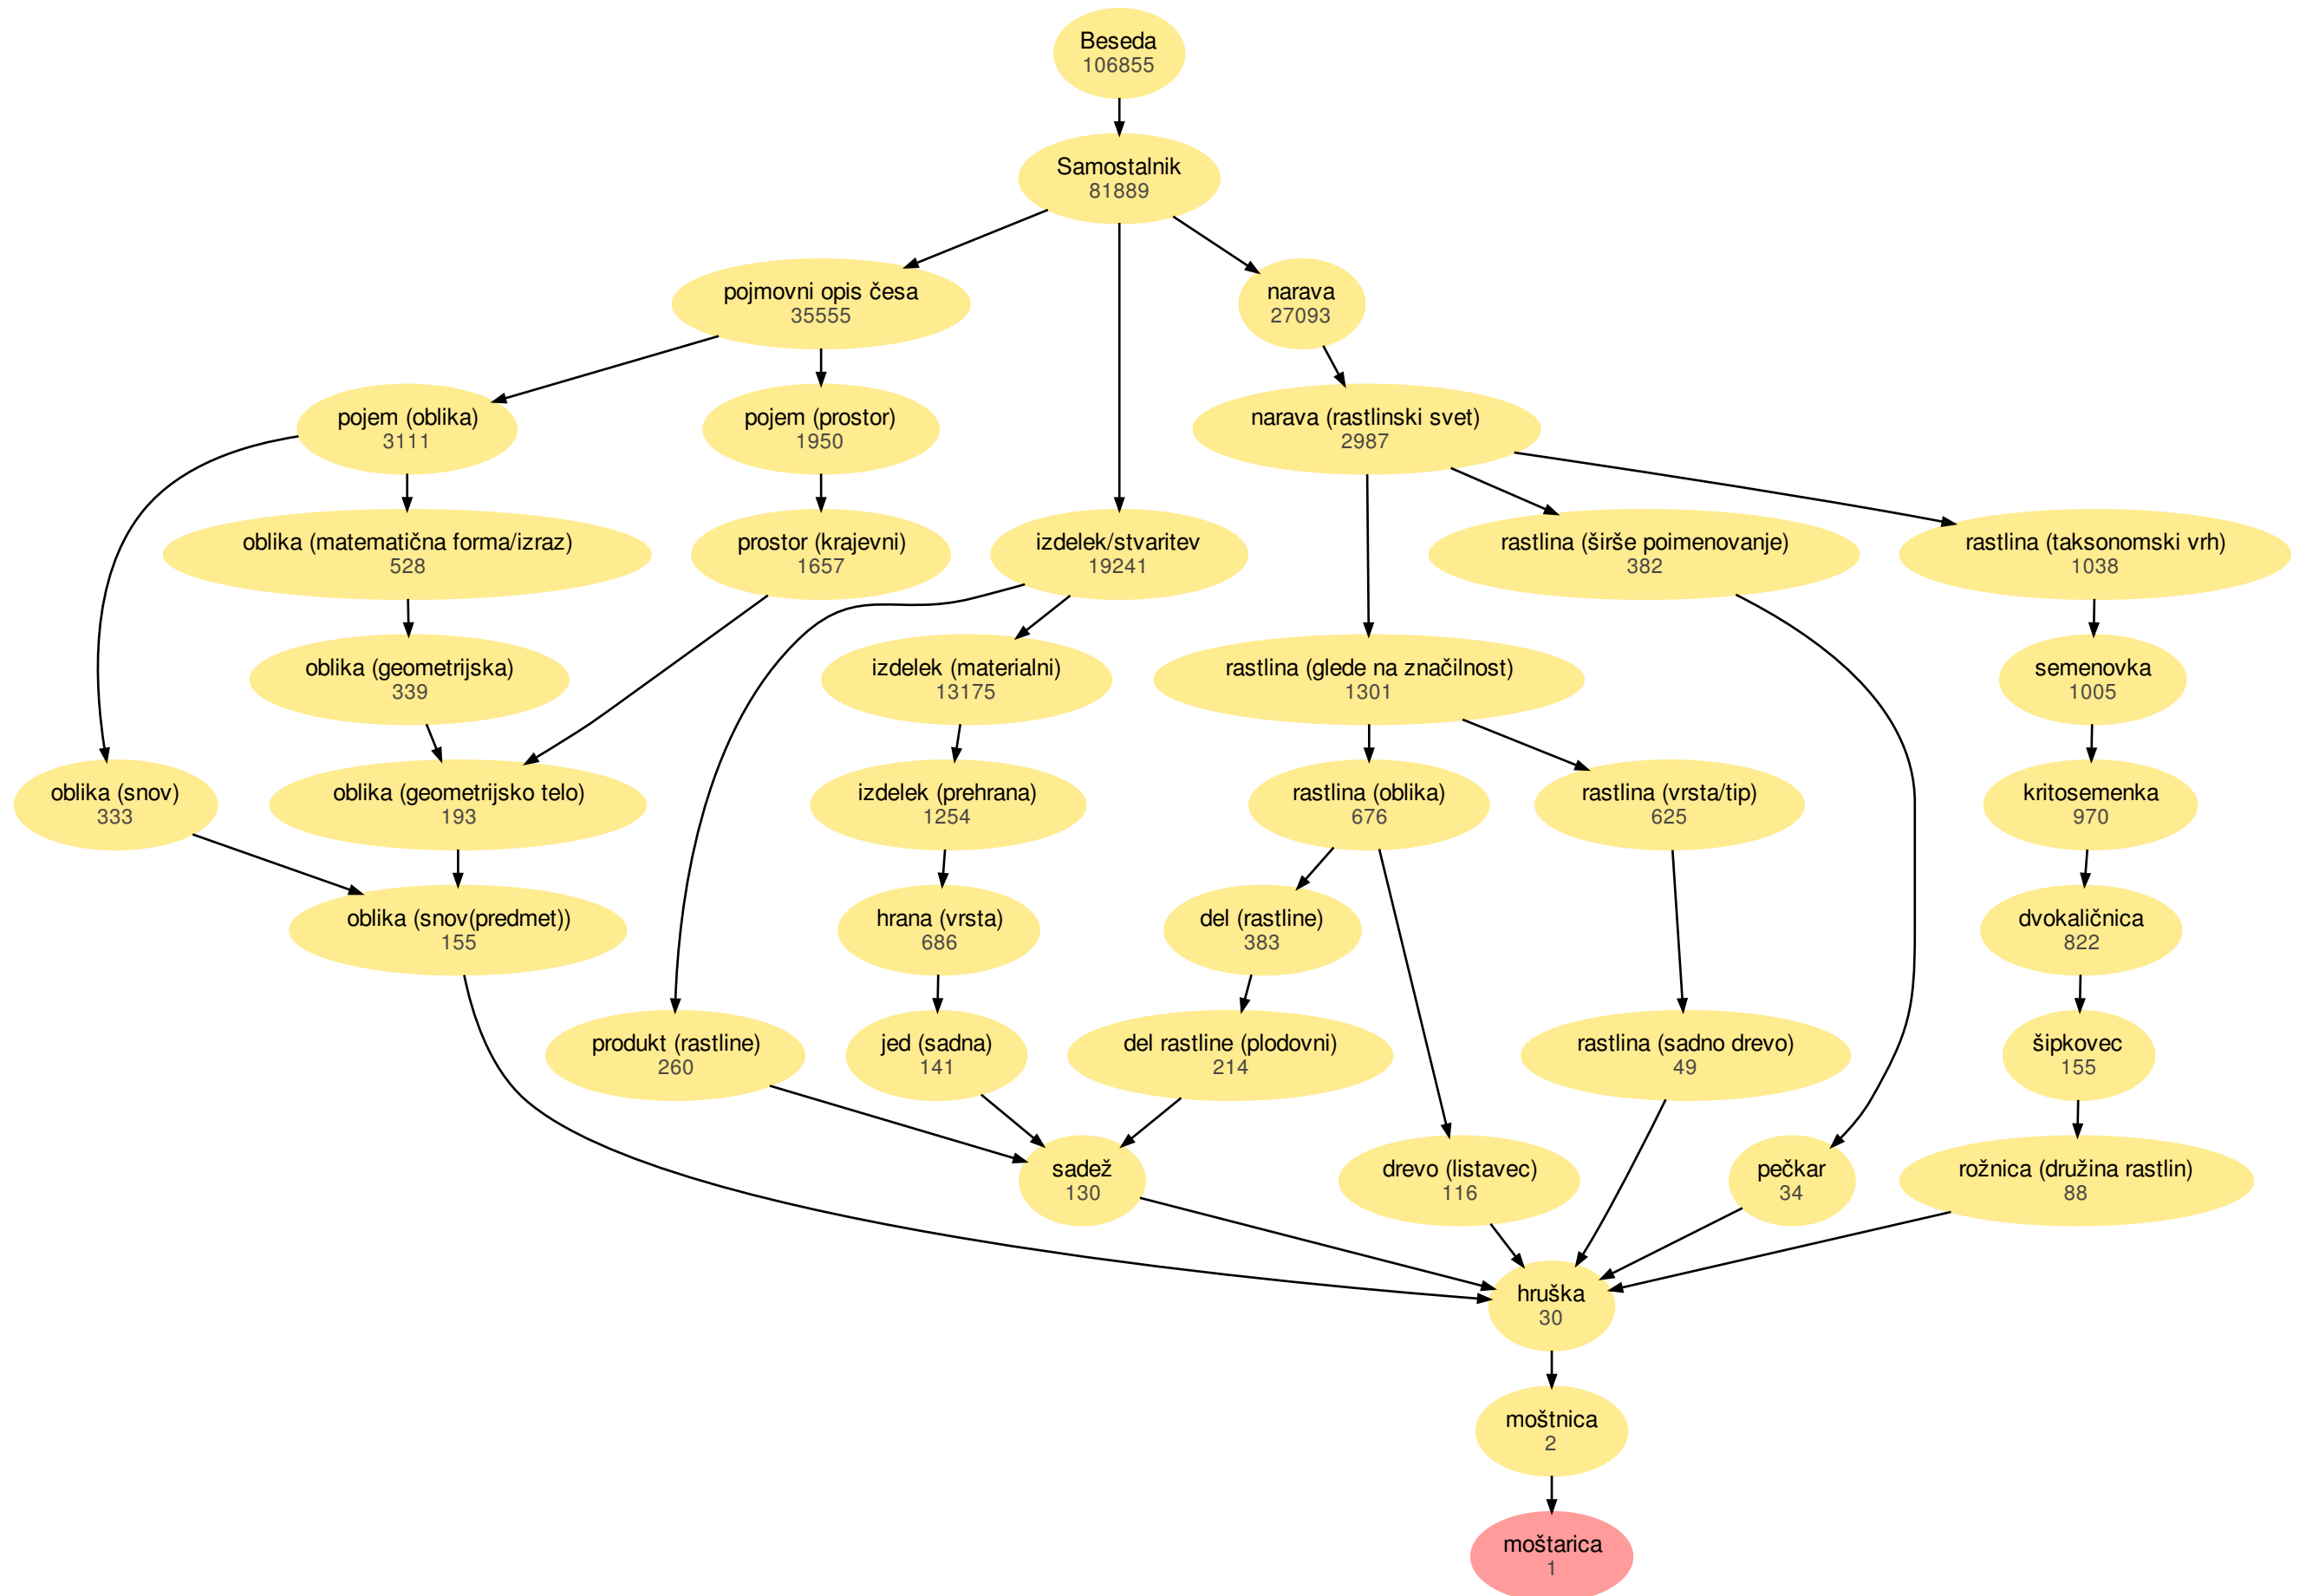 Beseda
106855
Samostalnik
81889
pojmovni opis česa
35555
narava
27093
pojem (oblika)
3111
pojem (prostor)
1950
narava (rastlinski svet)
2987
oblika (matematična forma/izraz)
528
prostor (krajevni)
1657
izdelek/stvaritev
19241
rastlina (širše poimenovanje)
382
rastlina (taksonomski vrh)
1038
oblika (geometrijska)
339
izdelek (materialni)
13175
rastlina (glede na značilnost)
1301
semenovka
1005
oblika (snov)
333
oblika (geometrijsko telo)
193
izdelek (prehrana)
1254
rastlina (oblika)
676
rastlina (vrsta/tip)
625
kritosemenka
970
oblika (snov(predmet))
155
hrana (vrsta)
686
del (rastline)
383
dvokaličnica
822
produkt (rastline)
260
jed (sadna)
141
del rastline (plodovni)
214
rastlina (sadno drevo)
49
šipkovec
155
sadež
130
drevo (listavec)
116
pečkar
34
rožnica (družina rastlin)
88
hruška
30
moštnica
2
moštarica
1